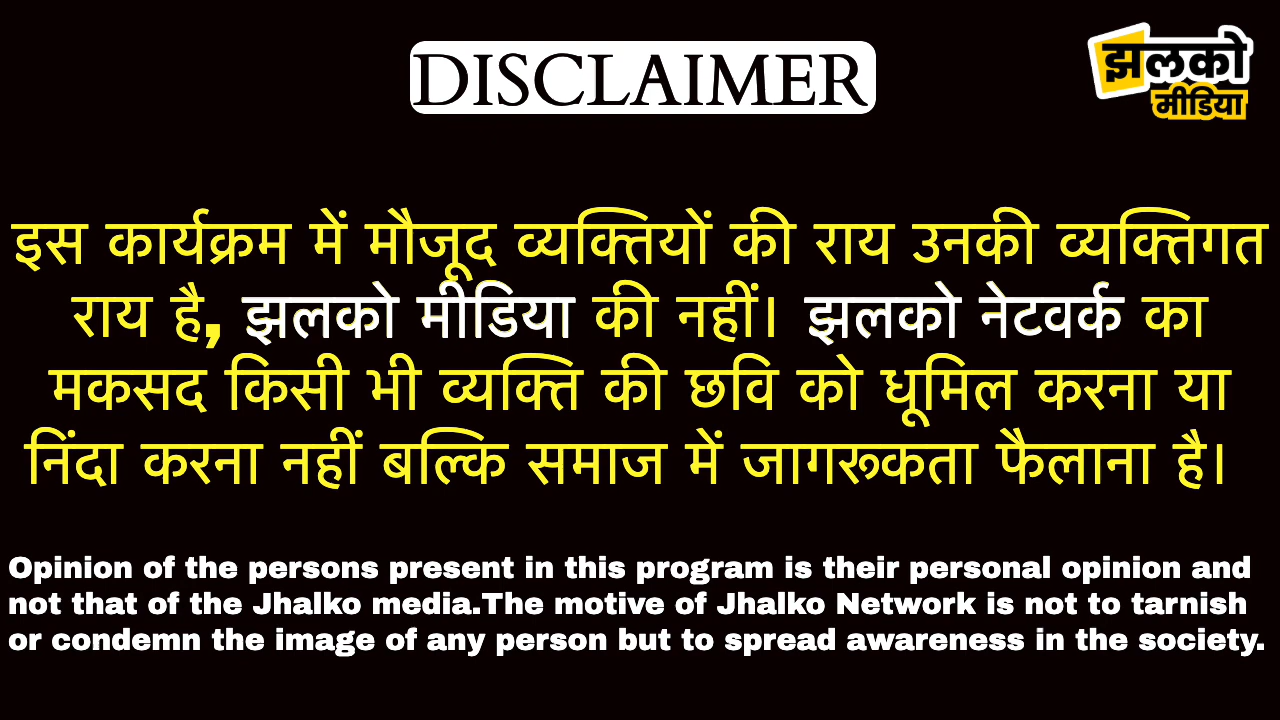 DISCLAIMER
झलको
मीडिया
इस कार्यक्रम में मौजूद व्यक्तियों की राय उनकी व्यक्तिगत
राय है, झलको मीडिया की नहीं। झलको नेटवर्क का
मकसद किसी भी व्यक्ति की छवि को धूमिल करना या
निंदा करना नहीं बल्कि समाज में जागरूकता फैलाना है।
Opinion of the persons present in this program is their personal opinion and
not that of the Jhalko media.The motive of Jhalko Network is not to tarnish
or condemn the image of any person but to spread awareness in the society.